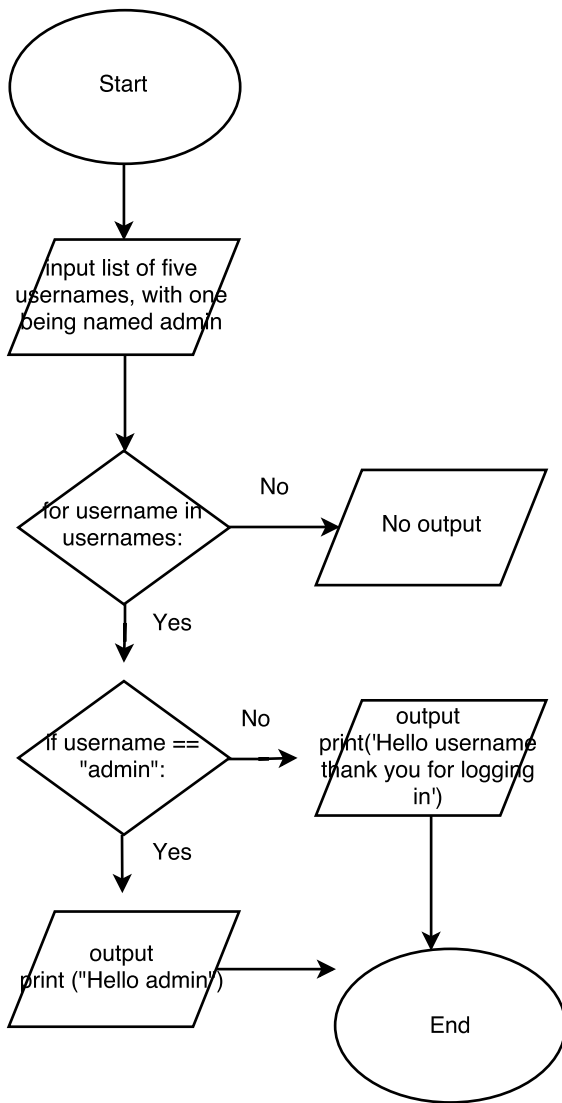 Start
input list of five
usernames, with one
being named admin
for username in
usernames:
No
No output
Yes
if username ==
"admin":
No
output
print('Hello username
thank you for logging
in')
Yes
output
print ("Hello admin")
End